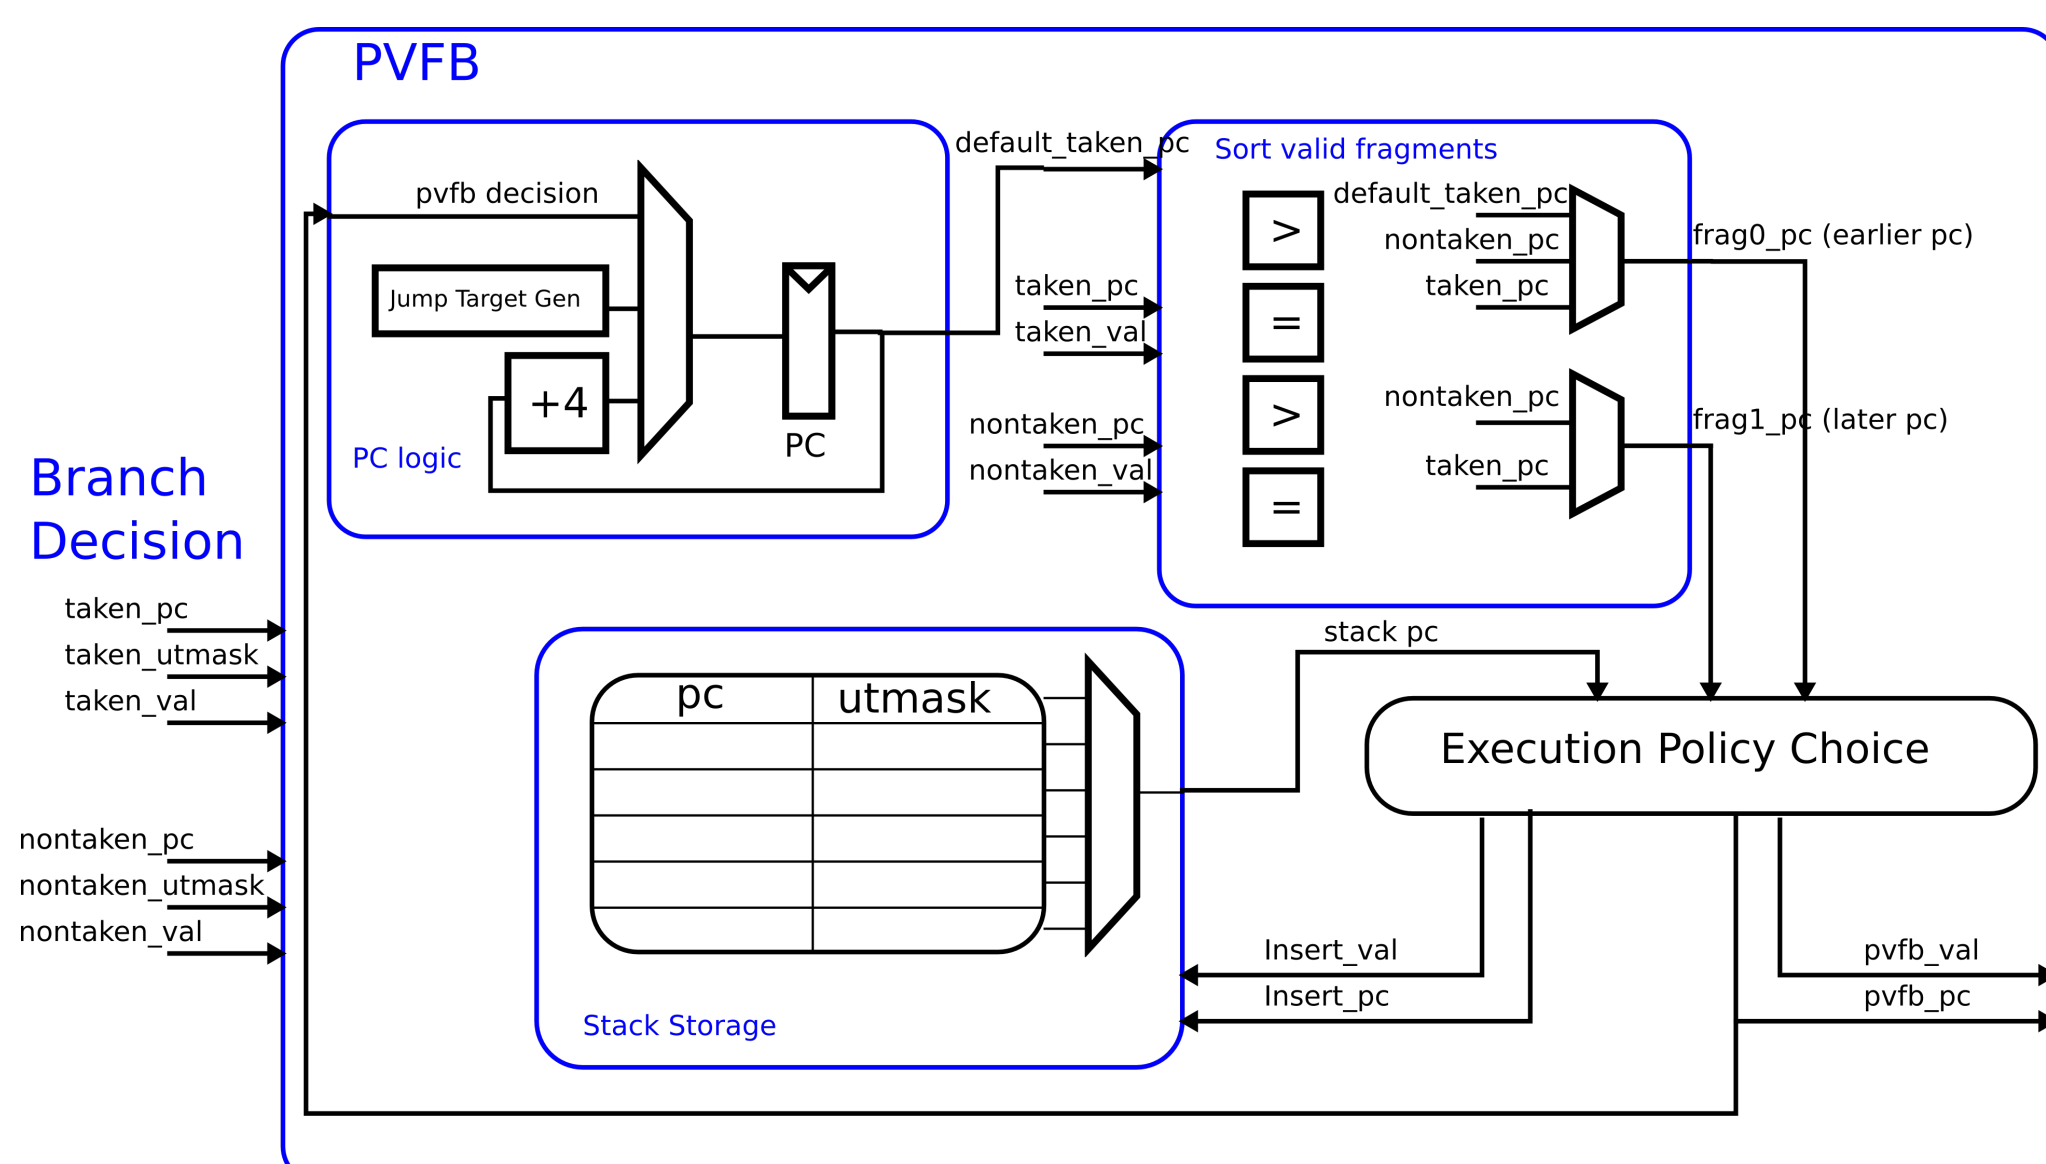 PVFB
default_taken_pc
Sort valid fragments
pvfb decision
default_taken_pc
>
nontaken_pc
frag0_pc (earlier pc)
Jump Target Gen
taken_pc
taken_pc
=
taken_val
+4
nontaken_pc
>
nontaken_pc
frag1_pc (later pc)
PC
PC logic
nontaken_val
taken_pc
=
Branch
Decision
taken_pc
taken_utmask
taken_val
stack pc
pc
utmask
Execution Policy Choice
nontaken_pc
nontaken_utmask
nontaken_val
Insert_val
Insert_pc
pvfb_val
pvfb_pc
Stack Storage